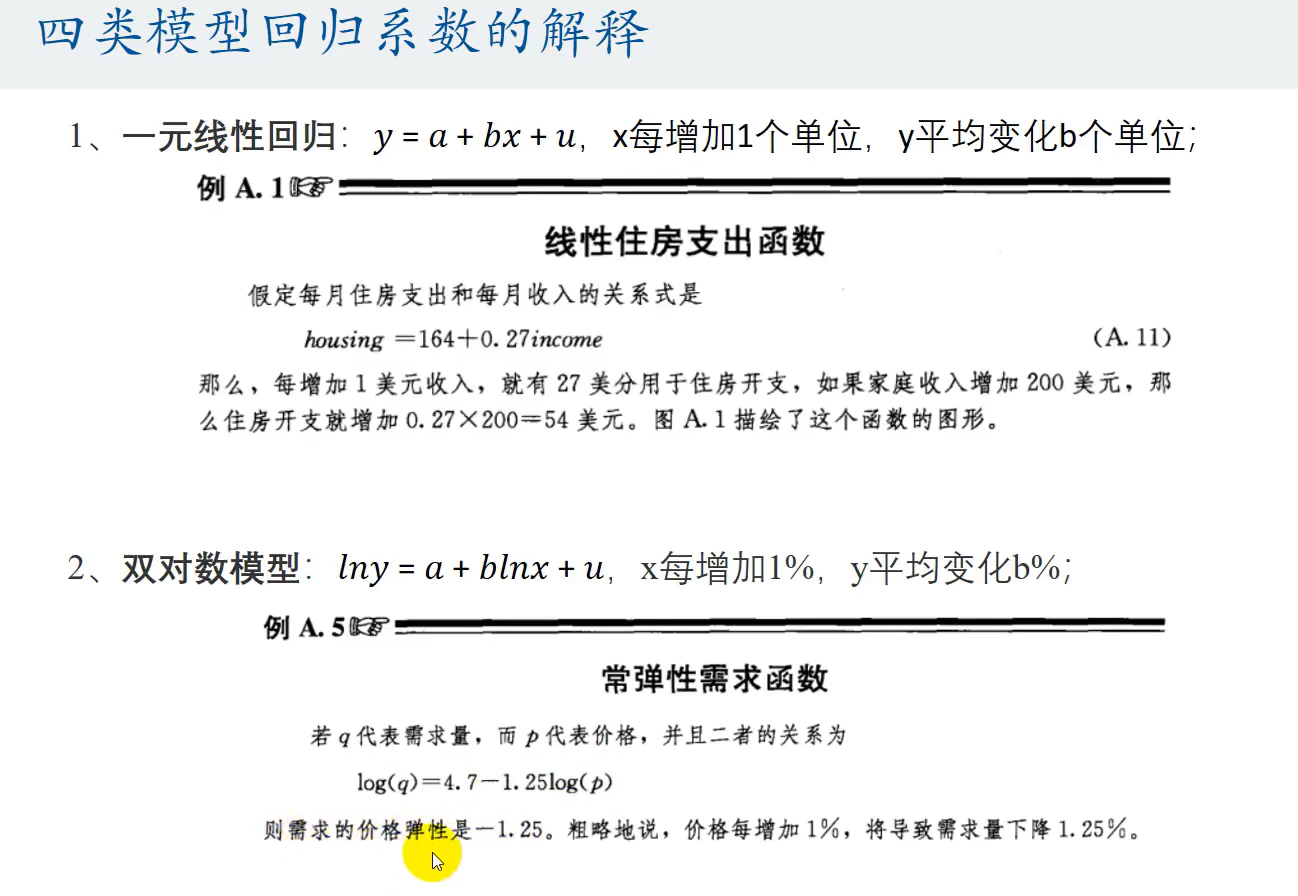 四类模型回归系数的解释
1、一元线性回归：y = a + bx + u，x每增加1个单位，y平均变化b个单位；
例 A.1
线性住房支出函数
假定每月住房支出和每月收入的关系式是
housing =164+0.27income (A.11)
那么，每增加 1 美元收入，就有 27 美分用于住房开支，如果家庭收入增加 200 美元，那
么住房开支就增加 0.27×200=54 美元。图 A.1 描绘了这个函数的图形。
2、双对数模型：lny = a + blnx + u，x每增加1%，y平均变化b%；
例 A.5
常弹性需求函数
若 q 代表需求量，而 p 代表价格，并且二者的关系为
log(q)=4.7−1.25log(p)
则需求的价格弹性是−1.25。粗略地说，价格每增加 1%，将导致需求量下降 1.25%。